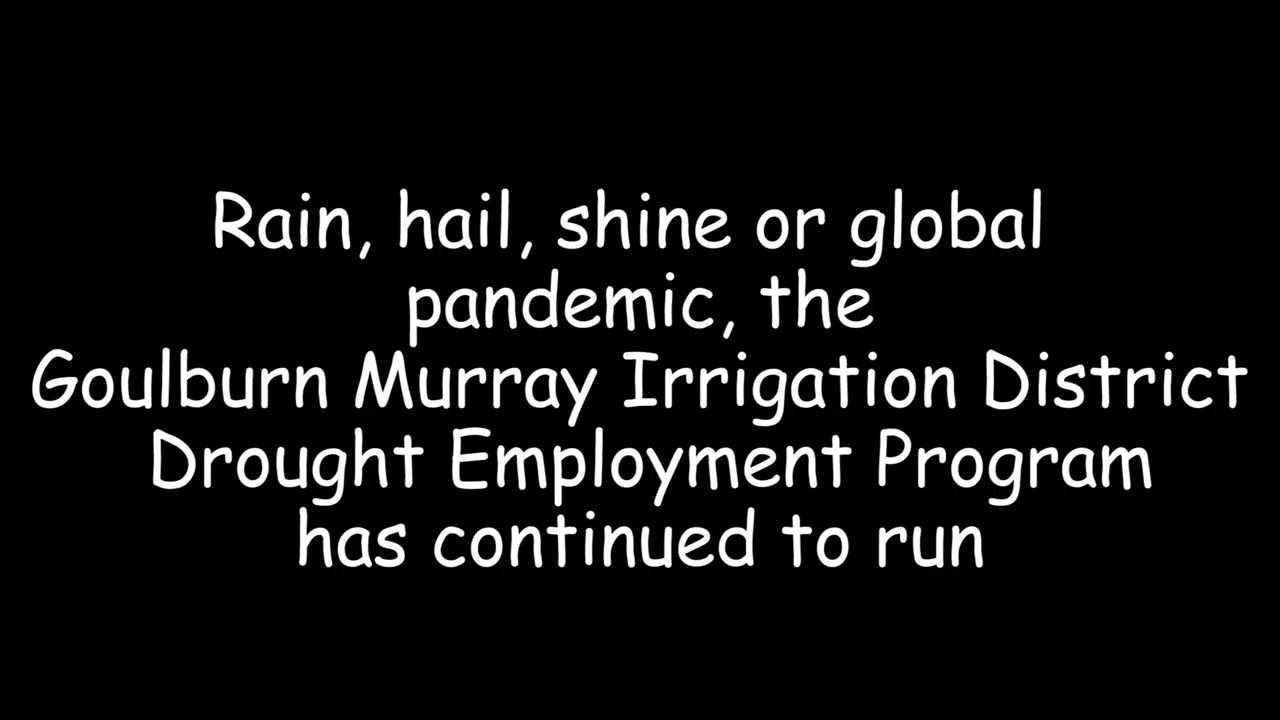 Rain, hail, shine or global
pandemic, the
Goulburn Murray Irrigation District
Drought Employment Program
has continued to run